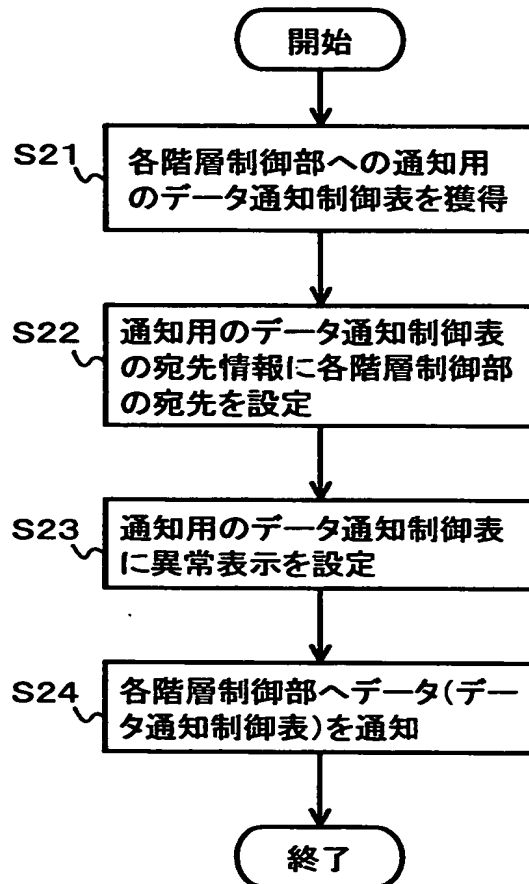 開始
S21
各階層制御部への通知用
のデータ通知制御表を獲得
S22
通知用のデータ通知制御表
の宛先情報に各階層制御部
の宛先を設定
S23
通知用のデータ通知制御表
に異常表示を設定
S24
各階層制御部へデータ(デー
タ通知制御表)を通知
終了